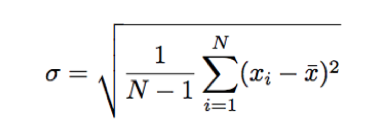 σ = √(1/(N − 1) ∑_{i=1}^{N} (x_i − x̄)²)